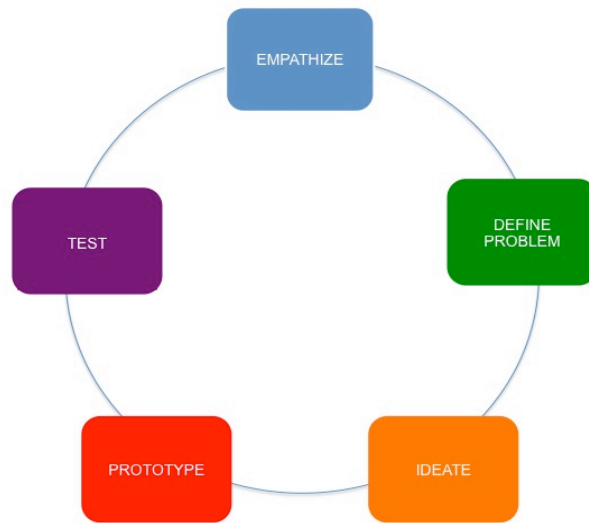 EMPATHIZE
DEFINE
PROBLEM
IDEATE
PROTOTYPE
TEST